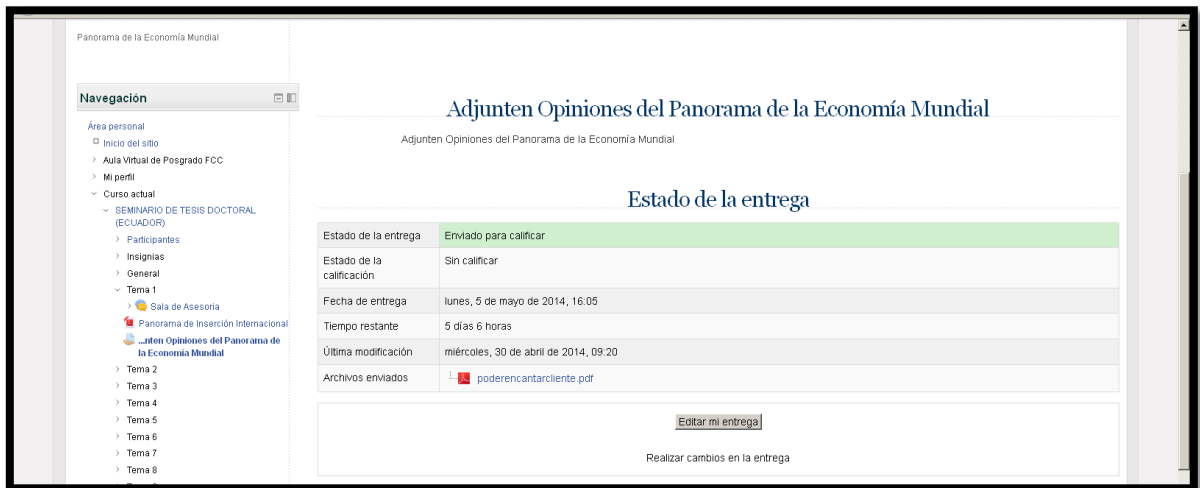 Panorama de la Economía Mundial
Navegación
Área personal
Inicio del sitio
Aula Virtual de Posgrado FCC
Mi perfil
Curso actual
SEMINARIO DE TESIS DOCTORAL
(ECUADOR)
Participantes
Insignias
General
Tema 1
Sala de Asesoria
Panorama de Inserción Internacional
...nten Opiniones del Panorama de
la Economía Mundial
Tema 2
Tema 3
Tema 4
Tema 5
Tema 6
Tema 7
Tema 8
Adjunten Opiniones del Panorama de la Economía Mundial
Adjunten Opiniones del Panorama de la Economía Mundial
Estado de la entrega
Estado de la entrega Enviado para calificar
Estado de la
calificación Sin calificar
Fecha de entrega lunes, 5 de mayo de 2014, 16:05
Tiempo restante 5 días 6 horas
Última modificación miércoles, 30 de abril de 2014, 09:20
Archivos enviados poderencantarcliente.pdf
Editar mi entrega
Realizar cambios en la entrega